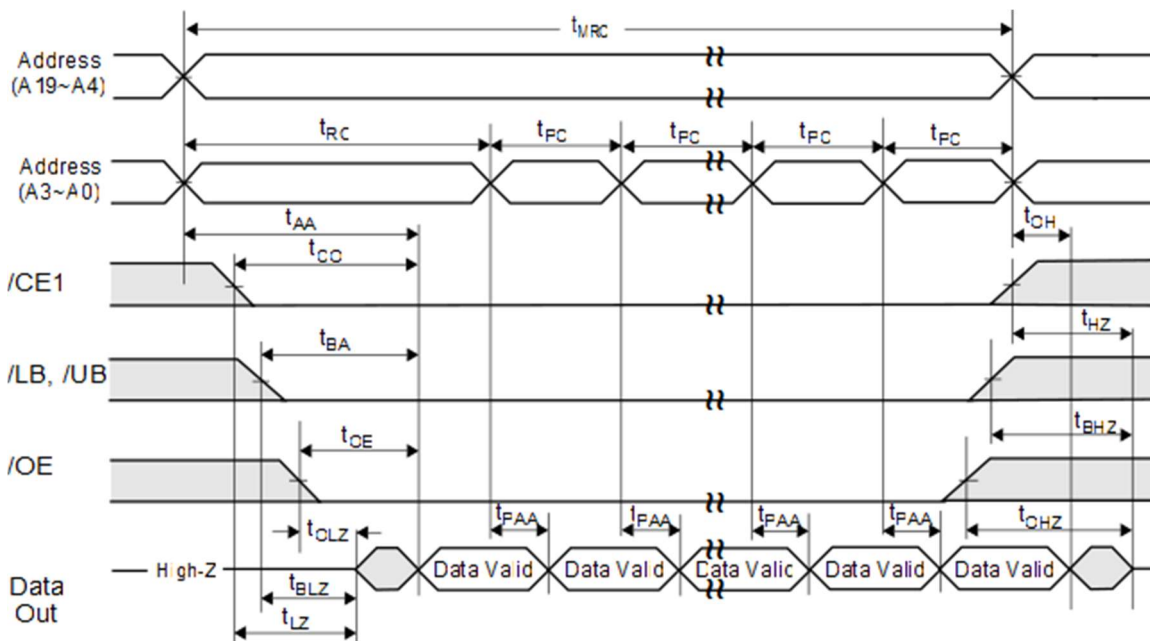 tMRC
Address
(A19~A4)
tRC tPC tPC tPC tPC
Address
(A3~A0)
tAA tOH
tCO
/CE1
tHZ
tBA
/LB, /UB
tBHZ
tOE
/OE
tPAA tPAA tPAA tPAA
tOLZ tOHZ
High-Z Data Valid Data Valid Data Valid Data Valid Data Valid
Data
Out
tBLZ
tLZ